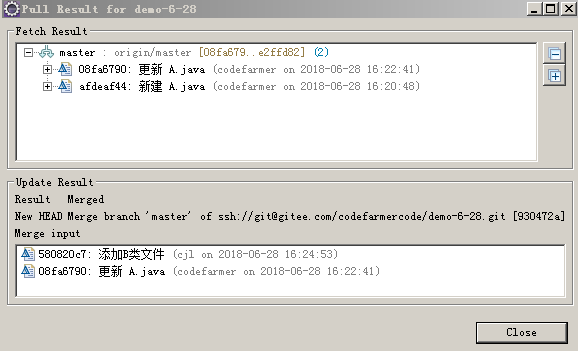 Pull Result for demo-6-28
Fetch Result
master : origin/master [08fa679..e2ffd82] (2)
08fa6790: 更新 A.java (codefarmer on 2018-06-28 16:22:41)
afdeaf44: 新建 A.java (codefarmer on 2018-06-28 16:20:48)
Update Result
Result Merged
New HEAD Merge branch 'master' of ssh://git@gitee.com/codefarmercode/demo-6-28.git [930472a]
Merge input
580820c7: 添加B类文件 (cjl on 2018-06-28 16:24:53)
08fa6790: 更新 A.java (codefarmer on 2018-06-28 16:22:41)
Close